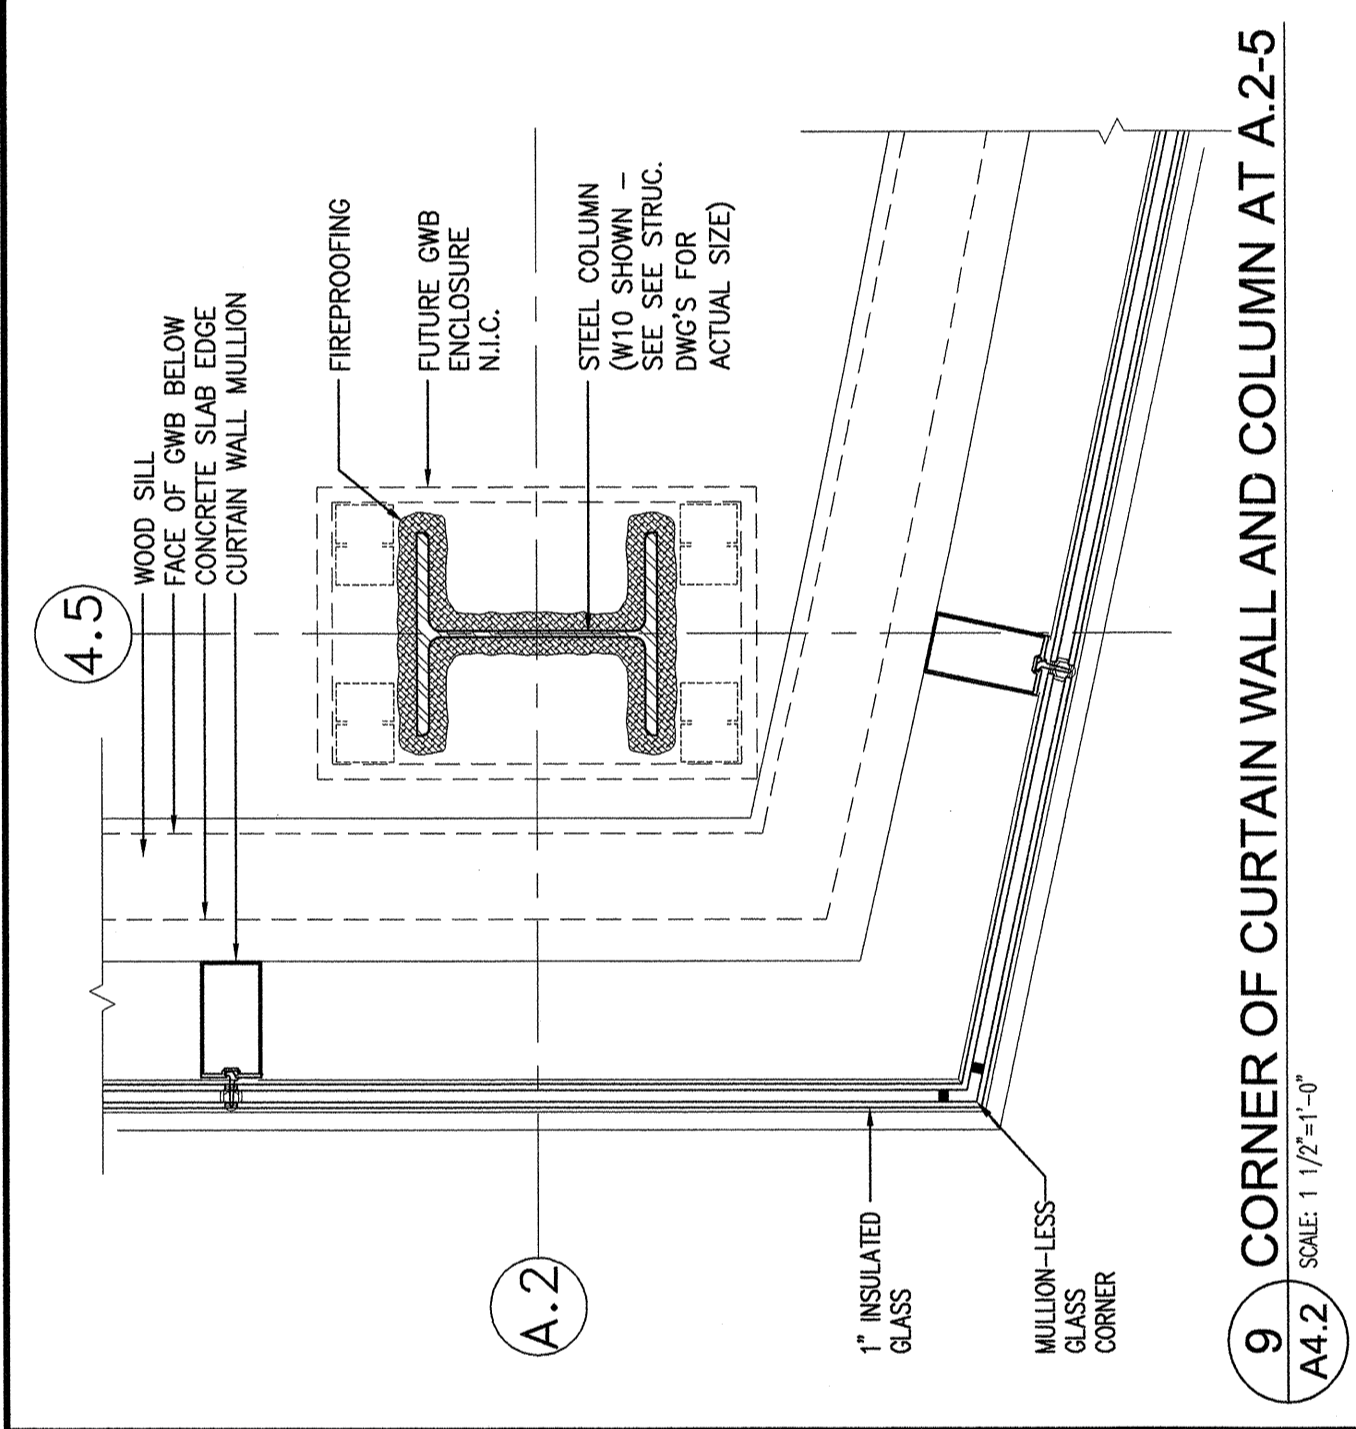 4.5
WOOD SILL
FACE OF GWB BELOW
CONCRETE SLAB EDGE
CURTAIN WALL MULLION
FIREPROOFING
FUTURE GWB
ENCLOSURE
N.I.C.
STEEL COLUMN
(W10 SHOWN –
SEE SEE STRUC.
DWG'S FOR
ACTUAL SIZE)
A.2
1" INSULATED
GLASS
MULLION-LESS
GLASS
CORNER
9 CORNER OF CURTAIN WALL AND COLUMN AT A.2-5
A4.2 SCALE: 1 1/2"=1'-0"